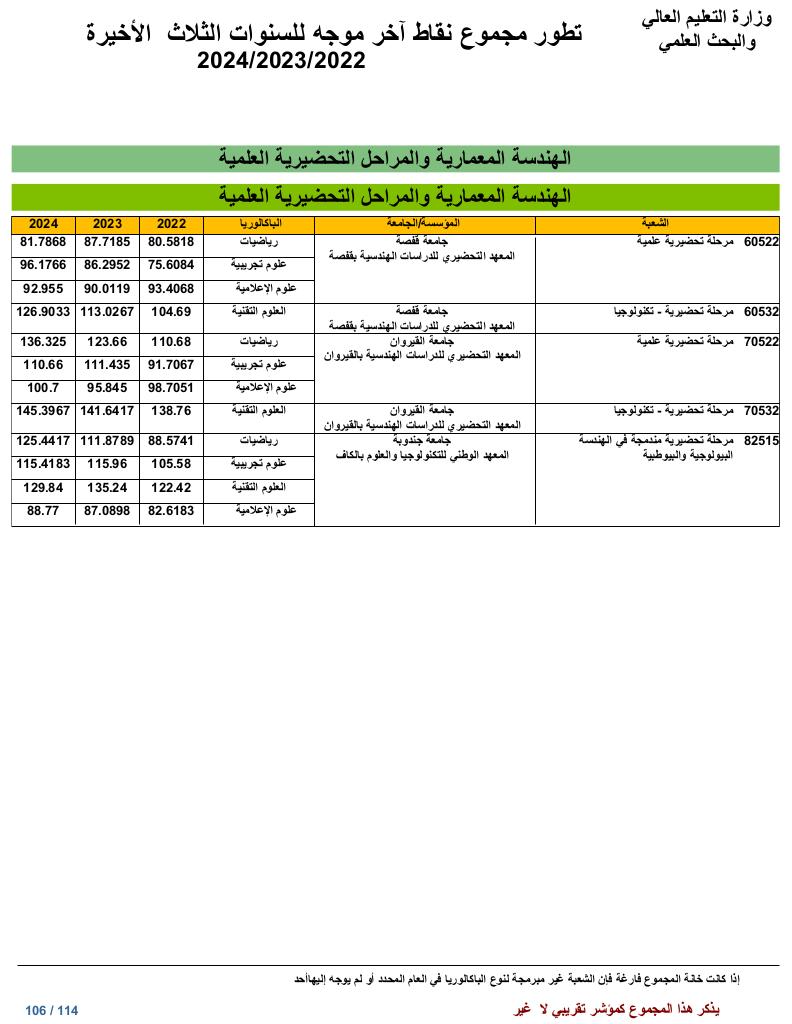 وزارة التعليم العالي
والبحث العلمي
تطور مجموع نقاط آخر موجه للسنوات الثلاث الأخيرة
2024/2023/2022
الهندسة المعمارية والمراحل التحضيرية العلمية
الهندسة المعمارية والمراحل التحضيرية العلمية
الشعبة المؤسسة/الجامعة الباكالوريا 2022 2023 2024
60522 مرحلة تحضيرية علمية جامعة قفصة رياضيات 80.5818 87.7185 81.7868
المعهد التحضيري للدراسات الهندسية بقفصة
علوم تجريبية 75.6084 86.2952 96.1766
علوم الإعلامية 93.4068 90.0119 92.955
60532 مرحلة تحضيرية - تكنولوجيا جامعة قفصة العلوم التقنية 104.69 113.0267 126.9033
المعهد التحضيري للدراسات الهندسية بقفصة
70522 مرحلة تحضيرية علمية جامعة القيروان رياضيات 110.68 123.66 136.325
المعهد التحضيري للدراسات الهندسية بالقيروان
علوم تجريبية 91.7067 111.435 110.66
علوم الإعلامية 98.7051 95.845 100.7
70532 مرحلة تحضيرية - تكنولوجيا جامعة القيروان العلوم التقنية 138.76 141.6417 145.3967
المعهد التحضيري للدراسات الهندسية بالقيروان
82515 مرحلة تحضيرية مندمجة في الهندسة جامعة جندوبة رياضيات 88.5741 111.8789 125.4417
البيولوجية والبيوطبية المعهد الوطني للتكنولوجيا والعلوم بالكاف
علوم تجريبية 105.58 115.96 115.4183
العلوم التقنية 122.42 135.24 129.84
علوم الإعلامية 82.6183 87.0898 88.77
إذا كانت خانة المجموع فارغة فإن الشعبة غير مبرمجة لنوع الباكالوريا في العام المحدد أو لم يوجه إليهاأحد
يذكر هذا المجموع كمؤشر تقريبي لا غير
106 / 114